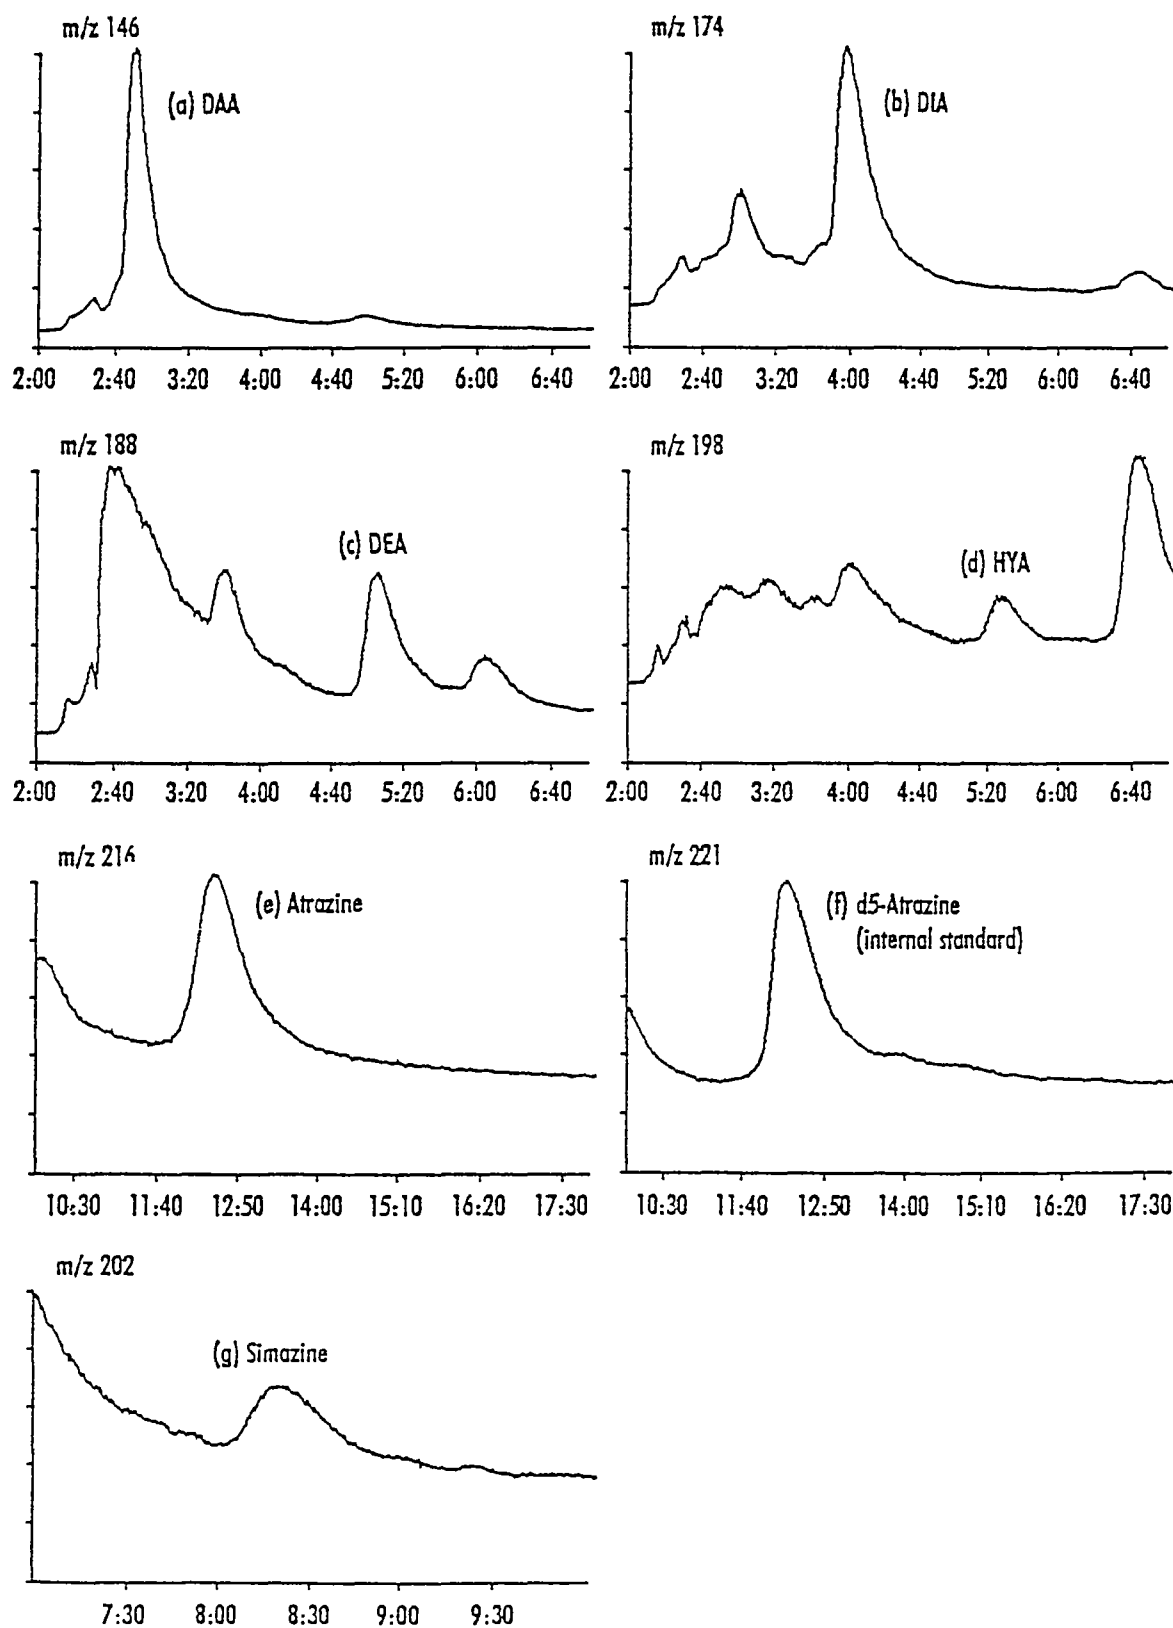 m/z 146
(a) DAA
2:00 2:40 3:20 4:00 4:40 5:20 6:00 6:40
m/z 174
(b) DIA
2:00 2:40 3:20 4:00 4:40 5:20 6:00 6:40
m/z 188
(c) DEA
2:00 2:40 3:20 4:00 4:40 5:20 6:00 6:40
m/z 198
(d) HYA
2:00 2:40 3:20 4:00 4:40 5:20 6:00 6:40
m/z 216
(e) Atrazine
10:30 11:40 12:50 14:00 15:10 16:20 17:30
m/z 221
(f) d5-Atrazine
(internal standard)
10:30 11:40 12:50 14:00 15:10 16:20 17:30
m/z 202
(g) Simazine
7:30 8:00 8:30 9:00 9:30